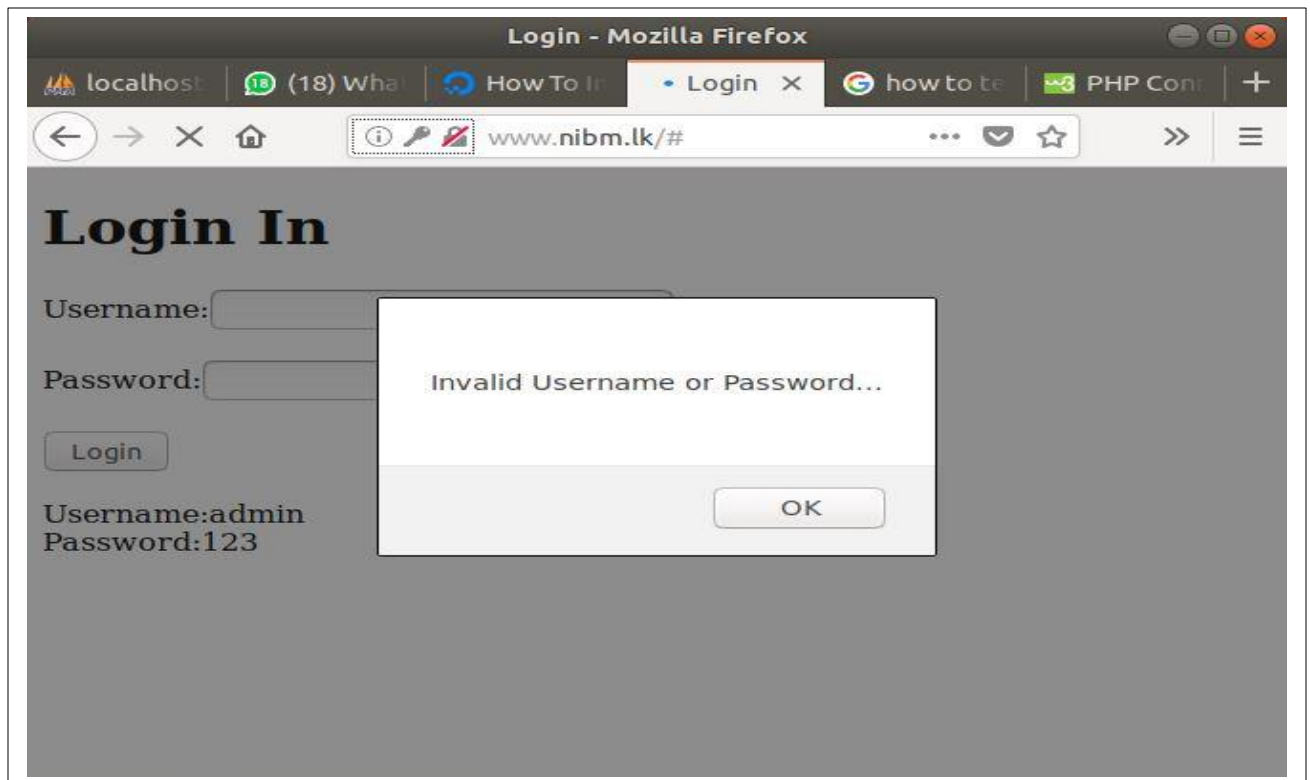 Login - Mozilla Firefox
localhost (18) Wha How To In • Login × how to te PHP Con +
www.nibm.lk/#
Login In
Username:
Password:
Invalid Username or Password...
Login
OK
Username:admin
Password:123